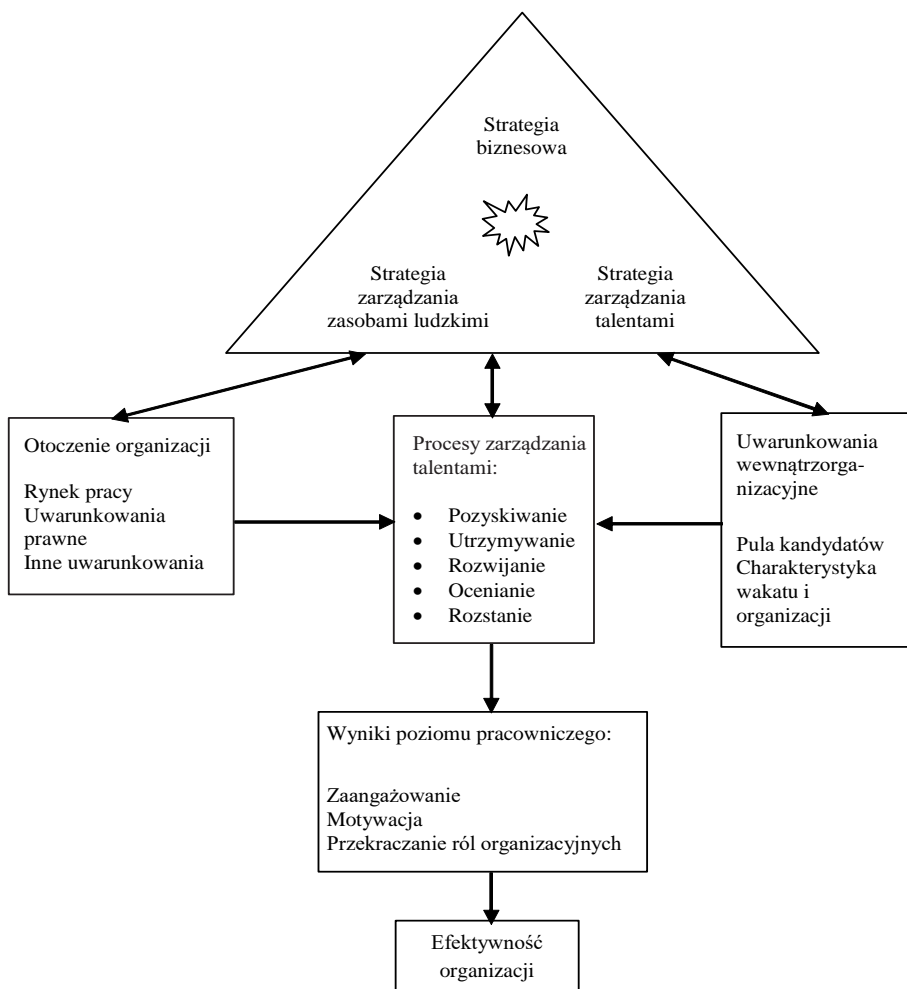 Strategia
biznesowa
Strategia
zarządzania
zasobami ludzkimi
Strategia
zarządzania
talentami
Otoczenie organizacji
Rynek pracy
Uwarunkowania
prawne
Inne uwarunkowania
Procesy zarządzania
talentami:
• Pozyskiwanie
• Utrzymywanie
• Rozwijanie
• Ocenianie
• Rozstanie
Uwarunkowania
wewnątrzorga-
nizacyjne
Pula kandydatów
Charakterystyka
wakatu i
organizacji
Wyniki poziomu pracowniczego:
Zaangażowanie
Motywacja
Przekraczanie ról organizacyjnych
Efektywność
organizacji